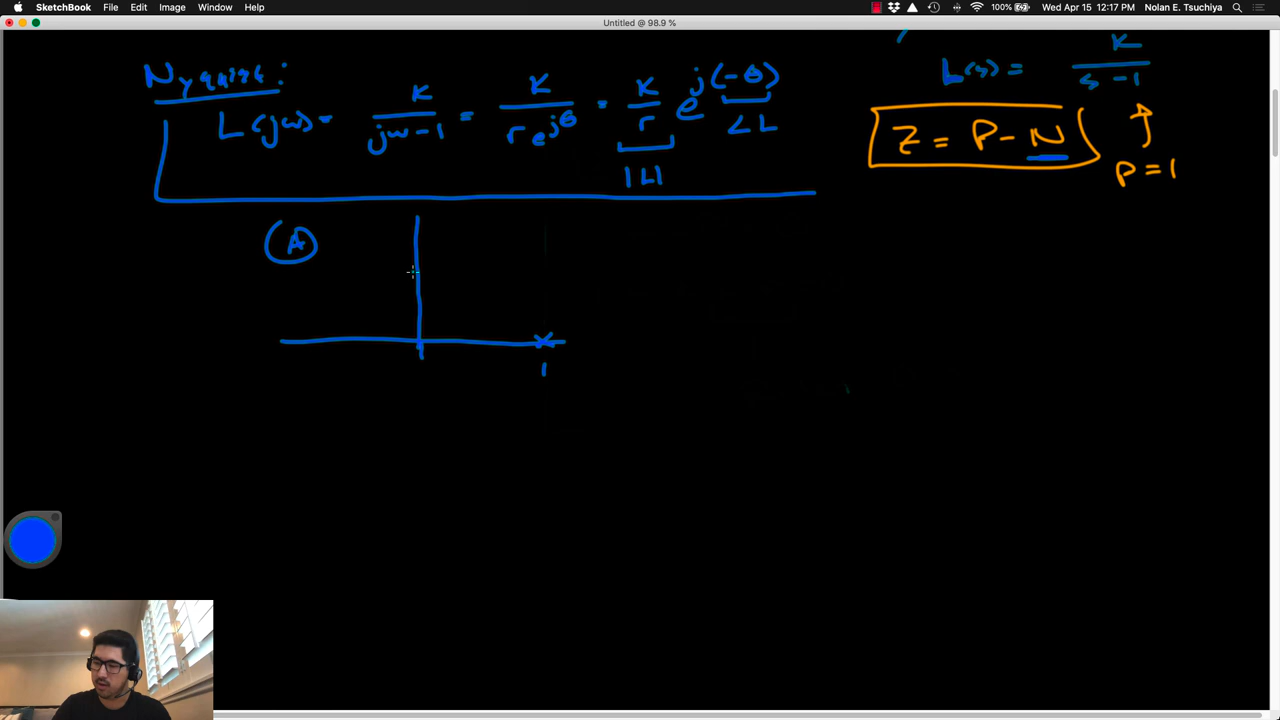 SketchBook File Edit Image Window Help 100% Wed Apr 15 12:17 PM Nolan E. Tsuchiya
Untitled @ 98.9 %
Nyquist:
L(jω) = K / (jω-1) = K / (r e^jθ) = K/r e^j(-θ)
|L| ∠L
L(s) = K / (s-1)
Z = P - N
P = 1
A
1